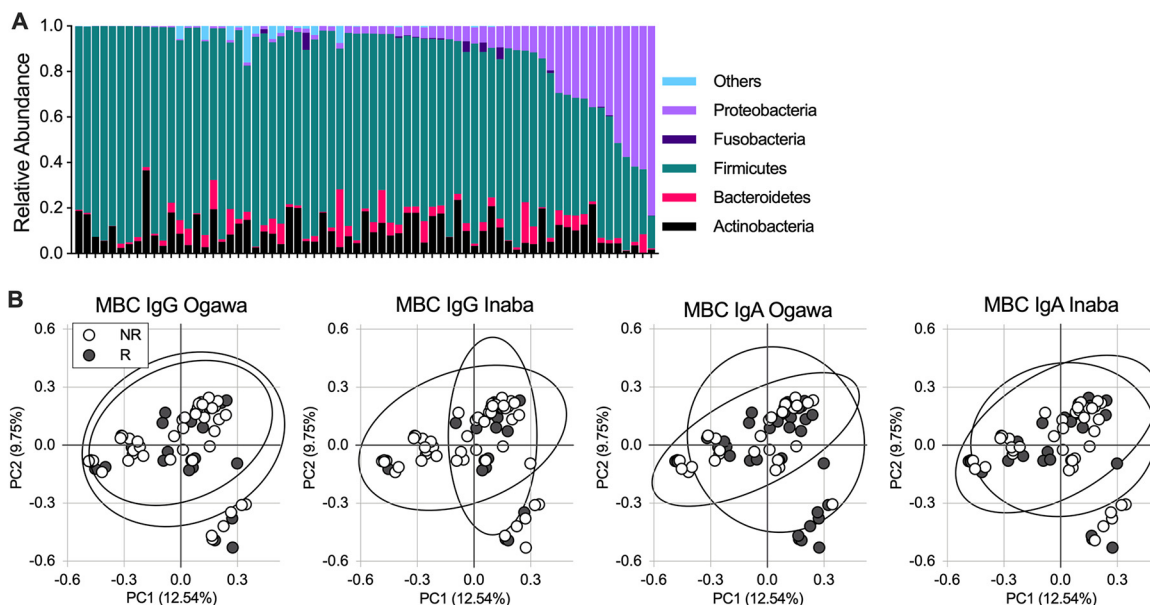 A
Relative Abundance
1.0
0.8
0.6
0.4
0.2
0.0
Others
Proteobacteria
Fusobacteria
Firmicutes
Bacteroidetes
Actinobacteria
B
MBC IgG Ogawa
NR
R
0.6
0.3
0.0
-0.3
-0.6
PC2 (9.75%)
-0.6
-0.3
0.0
0.3
PC1 (12.54%)
MBC IgG Inaba
0.6
0.3
0.0
-0.3
-0.6
PC2 (9.75%)
-0.6
-0.3
0.0
0.3
PC1 (12.54%)
MBC IgA Ogawa
0.6
0.3
0.0
-0.3
-0.6
PC2 (9.75%)
-0.6
-0.3
0.0
0.3
PC1 (12.54%)
MBC IgA Inaba
0.6
0.3
0.0
-0.3
-0.6
PC2 (9.75%)
-0.6
-0.3
0.0
0.3
PC1 (12.54%)